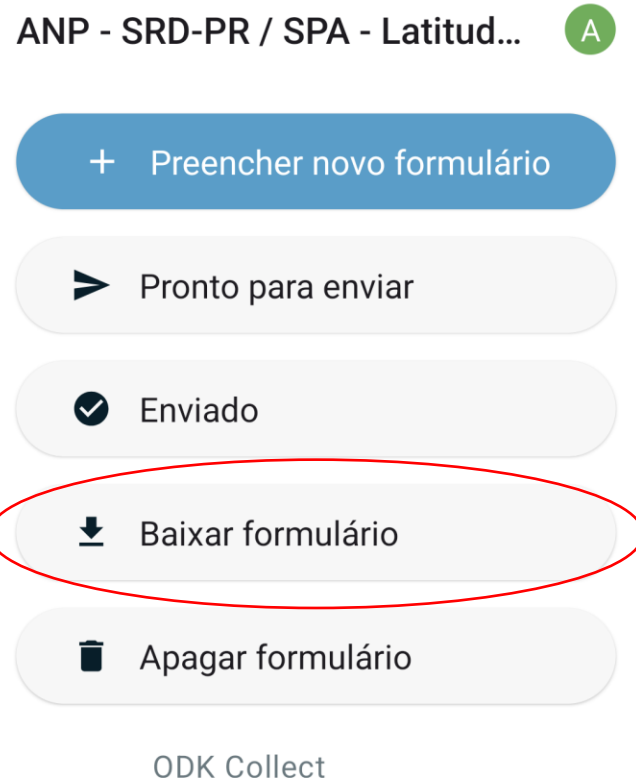 ANP - SRD-PR / SPA - Latitud...
A
+ Preencher novo formulário
Pronto para enviar
Enviado
Baixar formulário
Apagar formulário
ODK Collect